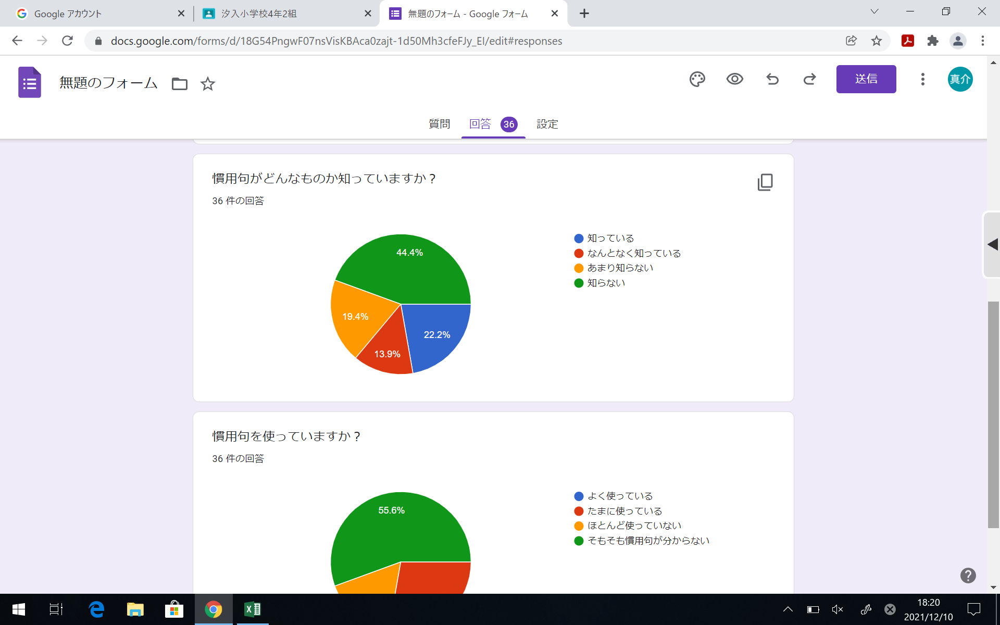 Google アカウント
汐入小学校4年2組
無題のフォーム - Google フォーム
docs.google.com/forms/d/18G54PngwF07nsVisKBAca0zajt-1d50Mh3cfeFJy_EI/edit#responses
無題のフォーム
送信
真介
質問
回答 36
設定
慣用句がどんなものか知っていますか？
36 件の回答
44.4%
19.4%
13.9%
22.2%
知っている
なんとなく知っている
あまり知らない
知らない
慣用句を使っていますか？
36 件の回答
55.6%
よく使っている
たまに使っている
ほとんど使っていない
そもそも慣用句が分からない
18:20
2021/12/10